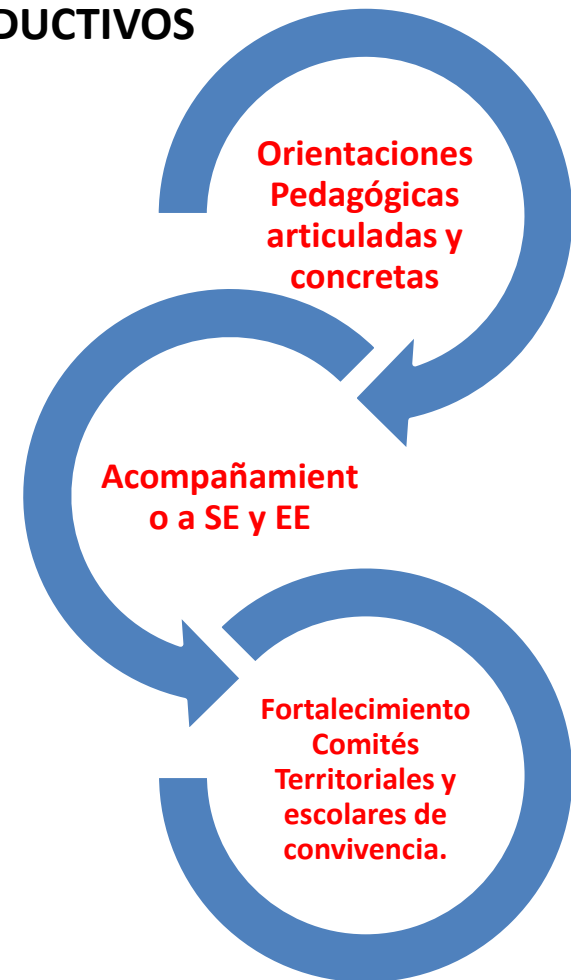 DUCTIVOS
Orientaciones
Pedagógicas
articuladas y
concretas
Acompañamient
o a SE y EE
Fortalecimiento
Comités
Territoriales y
escolares de
convivencia.